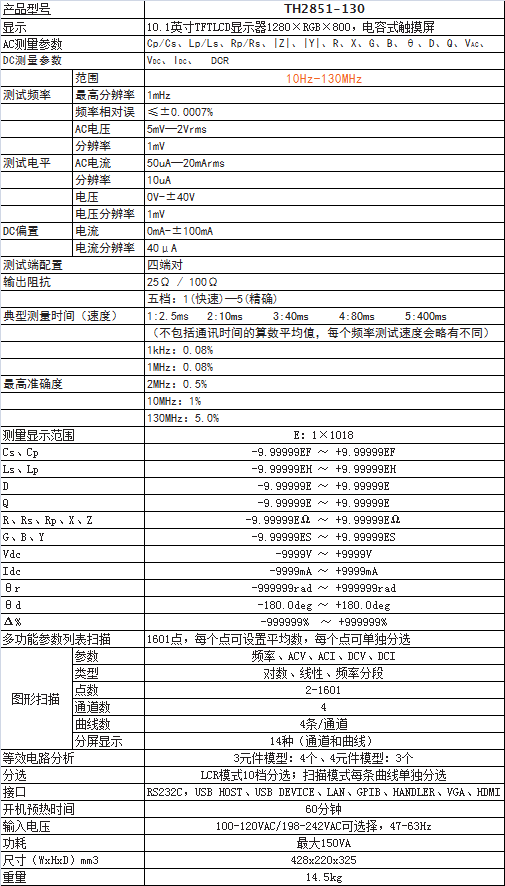 产品型号 TH2851-130
显示 10.1英寸TFTLCD显示器1280×RGB×800，电容式触摸屏
AC测量参数 Cp/Cs、Lp/Ls、Rp/Rs、|Z|、|Y|、R、X、G、B、θ、D、Q、VAC、
DC测量参数 VDC、IDC、 DCR
范围 10Hz-130MHz
测试频率 最高分辨率 1mHz
频率相对误 ≤±0.0007%
AC电压 5mV—2Vrms
分辨率 1mV
测试电平 AC电流 50uA—20mArms
分辨率 10uA
电压 0V-±40V
电压分辨率 1mV
DC偏置 电流 0mA-±100mA
电流分辨率 40μA
测试端配置 四端对
输出阻抗 25Ω / 100Ω
五档：1(快速)—5(精确)
典型测量时间（速度） 1:2.5ms 2:10ms 3:40ms 4:80ms 5:400ms
（不包括通讯时间的算数平均值，每个频率测试速度会略有不同）
1kHz：0.08%
1MHz：0.08%
最高准确度 2MHz：0.5%
10MHz：1%
130MHz：5.0%
测量显示范围 E：1×1018
Cs、Cp -9.99999EF ～ +9.99999EF
Ls、Lp -9.99999EH ～ +9.99999EH
D -9.99999E ～ +9.99999E
Q -9.99999E ～ +9.99999E
R、Rs、Rp、X、Z -9.99999EΩ ～ +9.99999EΩ
G、B、Y -9.99999ES ～ +9.99999ES
Vdc -9999V ～ +9999V
Idc -9999mA ～ +9999mA
θr -999999rad ～ +999999rad
θd -180.0deg ～ +180.0deg
Δ% -999999% ～ +999999%
多功能参数列表扫描 1601点，每个点可设置平均数，每个点可单独分选
图形扫描 参数 频率、ACV、ACI、DCV、DCI
类型 对数、线性、频率分段
点数 2-1601
通道数 4
曲线数 4条/通道
分屏显示 14种（通道和曲线）
等效电路分析 3元件模型：4个、4元件模型：3个
分选 LCR模式10档分选；扫描模式每条曲线单独分选
接口 RS232C，USB HOST、USB DEVICE、LAN、GPIB、HANDLER、VGA、HDMI
开机预热时间 60分钟
输入电压 100-120VAC/198-242VAC可选择，47-63Hz
功耗 最大150VA
尺寸（WxHxD）mm3 428x220x325
重量 14.5kg